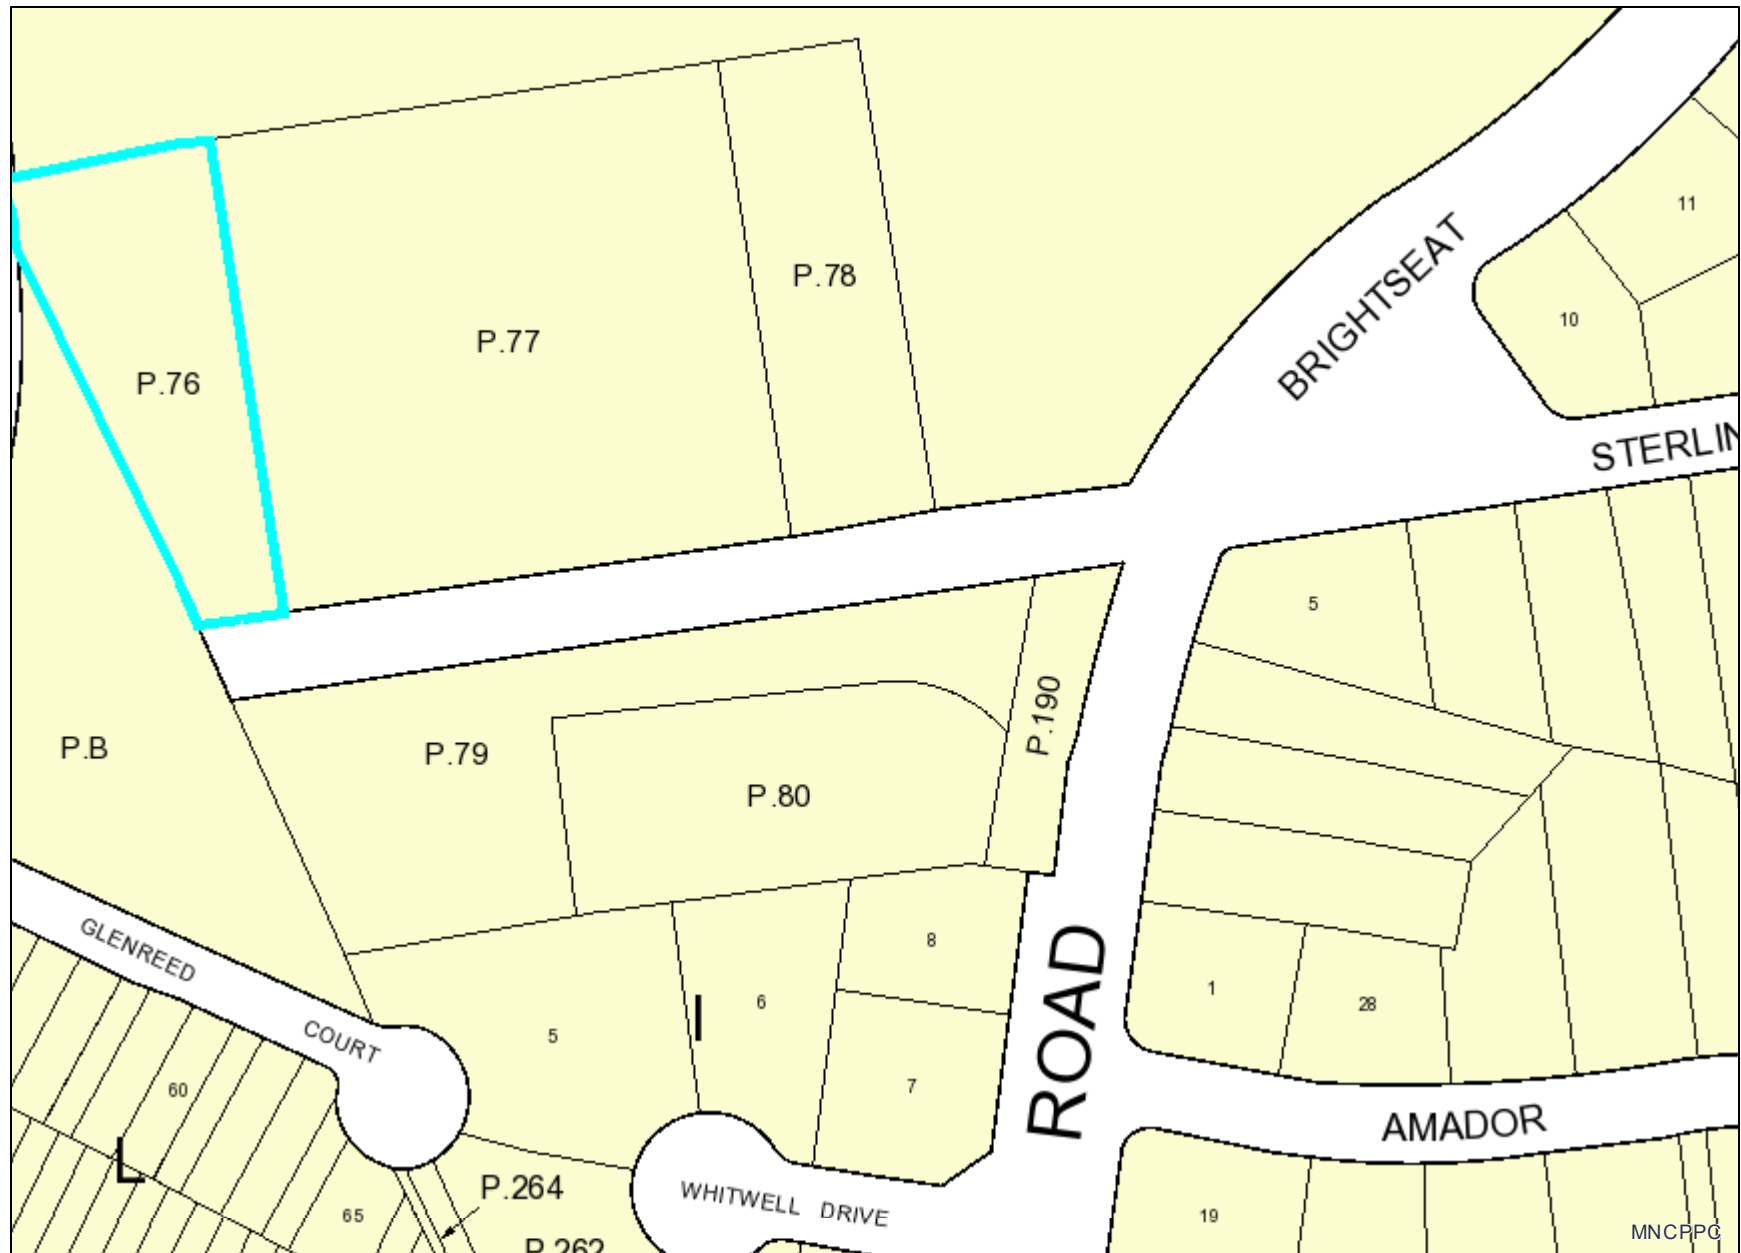 11
BRIGHTSEAT
P.78
10
P.77
P.76
STERLIN
5
P.190
P.B
P.79
P.80
GLENREED
8
ROAD
1
6
28
I
5
COURT
7
60
AMADOR
L
P.264
WHITWELL DRIVE
65
19
P.262
MNCPPC